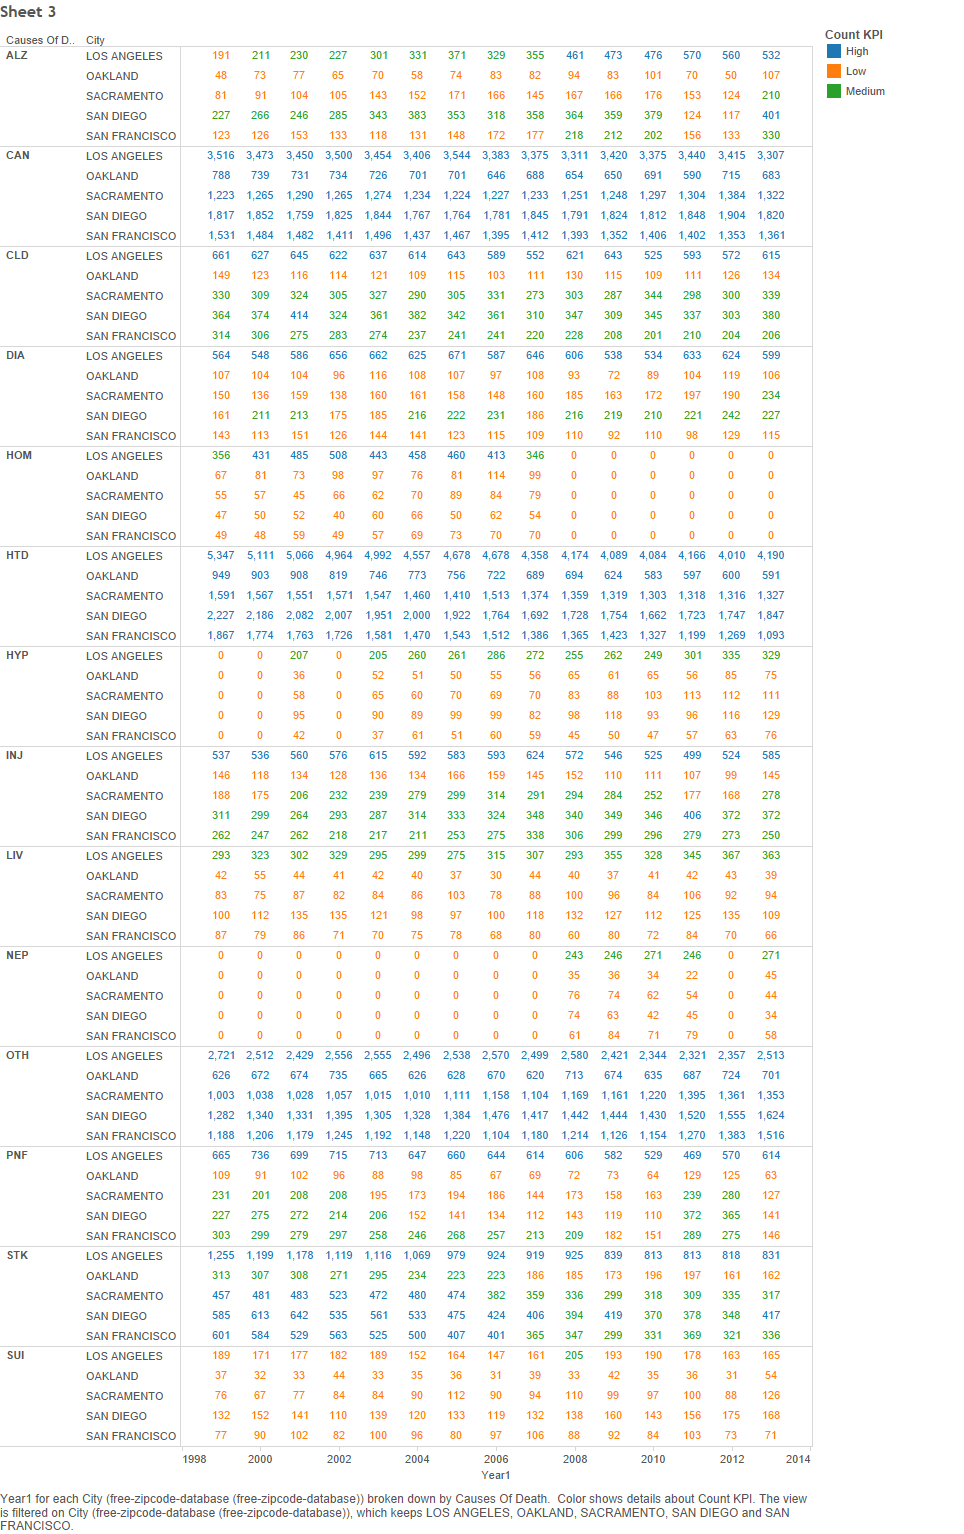 Sheet 3
Causes Of D.. City
Count KPI
High
Low
Medium
ALZ LOS ANGELES 191 211 230 227 301 331 371 329 355 461 473 476 570 560 532
OAKLAND 48 73 77 65 70 58 74 83 82 94 83 101 70 50 107
SACRAMENTO 81 91 104 105 143 152 171 166 145 167 166 176 153 124 210
SAN DIEGO 227 266 246 285 343 383 353 318 358 364 359 379 124 117 401
SAN FRANCISCO 123 126 153 133 118 131 148 172 177 218 212 202 156 133 330
CAN LOS ANGELES 3,516 3,473 3,450 3,500 3,454 3,406 3,544 3,383 3,375 3,311 3,420 3,375 3,440 3,415 3,307
OAKLAND 788 739 731 734 726 701 701 646 688 654 650 691 590 715 683
SACRAMENTO 1,223 1,265 1,290 1,265 1,274 1,234 1,224 1,227 1,233 1,251 1,248 1,297 1,304 1,384 1,322
SAN DIEGO 1,817 1,852 1,759 1,825 1,844 1,767 1,764 1,781 1,845 1,791 1,824 1,812 1,848 1,904 1,820
SAN FRANCISCO 1,531 1,484 1,482 1,411 1,496 1,437 1,467 1,395 1,412 1,393 1,352 1,406 1,402 1,353 1,361
CLD LOS ANGELES 661 627 645 622 637 614 643 589 552 621 643 525 593 572 615
OAKLAND 149 123 116 114 121 109 115 103 111 130 115 109 111 126 134
SACRAMENTO 330 309 324 305 327 290 305 331 273 303 287 344 298 300 339
SAN DIEGO 364 374 414 324 361 382 342 361 310 347 309 345 337 303 380
SAN FRANCISCO 314 306 275 283 274 237 241 241 220 228 208 201 210 204 206
DIA LOS ANGELES 564 548 586 656 662 625 671 587 646 606 538 534 633 624 599
OAKLAND 107 104 104 96 116 108 107 97 108 93 72 89 104 119 106
SACRAMENTO 150 136 159 138 160 161 158 148 160 185 163 172 197 190 234
SAN DIEGO 161 211 213 175 185 216 222 231 186 216 219 210 221 242 227
SAN FRANCISCO 143 113 151 126 144 141 123 115 109 110 92 110 98 129 115
HOM LOS ANGELES 356 431 485 508 443 458 460 413 346 0 0 0 0 0 0
OAKLAND 67 81 73 98 97 76 81 114 99 0 0 0 0 0 0
SACRAMENTO 55 57 45 66 62 70 89 84 79 0 0 0 0 0 0
SAN DIEGO 47 50 52 40 60 66 50 62 54 0 0 0 0 0 0
SAN FRANCISCO 49 48 59 49 57 69 73 70 70 0 0 0 0 0 0
HTD LOS ANGELES 5,347 5,111 5,066 4,964 4,992 4,557 4,678 4,678 4,358 4,174 4,089 4,084 4,166 4,010 4,190
OAKLAND 949 903 908 819 746 773 756 722 689 694 624 583 597 600 591
SACRAMENTO 1,591 1,567 1,551 1,571 1,547 1,460 1,410 1,513 1,374 1,359 1,319 1,303 1,318 1,316 1,327
SAN DIEGO 2,227 2,186 2,082 2,007 1,951 2,000 1,922 1,764 1,692 1,728 1,754 1,662 1,723 1,747 1,847
SAN FRANCISCO 1,867 1,774 1,763 1,726 1,581 1,470 1,543 1,512 1,386 1,365 1,423 1,327 1,199 1,269 1,093
HYP LOS ANGELES 0 0 207 0 205 260 261 286 272 255 262 249 301 335 329
OAKLAND 0 0 36 0 52 51 50 55 56 65 61 65 56 85 75
SACRAMENTO 0 0 58 0 65 60 70 69 70 83 88 103 113 112 111
SAN DIEGO 0 0 95 0 90 89 99 99 82 98 118 93 96 116 129
SAN FRANCISCO 0 0 42 0 37 61 51 60 59 45 50 47 57 63 76
INJ LOS ANGELES 537 536 560 576 615 592 583 593 624 572 546 525 499 524 585
OAKLAND 146 118 134 128 136 134 166 159 145 152 110 111 107 99 145
SACRAMENTO 188 175 206 232 239 279 299 314 291 294 284 252 177 168 278
SAN DIEGO 311 299 264 293 287 314 333 324 348 340 349 346 406 372 372
SAN FRANCISCO 262 247 262 218 217 211 253 275 338 306 299 296 279 273 250
LIV LOS ANGELES 293 323 302 329 295 299 275 315 307 293 355 328 345 367 363
OAKLAND 42 55 44 41 42 40 37 30 44 40 37 41 42 43 39
SACRAMENTO 83 75 87 82 84 86 103 78 88 100 96 84 106 92 94
SAN DIEGO 100 112 135 135 121 98 97 100 118 132 127 112 125 135 109
SAN FRANCISCO 87 79 86 71 70 75 78 68 80 60 80 72 84 70 66
NEP LOS ANGELES 0 0 0 0 0 0 0 0 0 243 246 271 246 0 271
OAKLAND 0 0 0 0 0 0 0 0 0 35 36 34 22 0 45
SACRAMENTO 0 0 0 0 0 0 0 0 0 76 74 62 54 0 44
SAN DIEGO 0 0 0 0 0 0 0 0 0 74 63 42 45 0 34
SAN FRANCISCO 0 0 0 0 0 0 0 0 0 61 84 71 79 0 58
OTH LOS ANGELES 2,721 2,512 2,429 2,556 2,555 2,496 2,538 2,570 2,499 2,580 2,421 2,344 2,321 2,357 2,513
OAKLAND 626 672 674 735 665 626 628 670 620 713 674 635 687 724 701
SACRAMENTO 1,003 1,038 1,028 1,057 1,015 1,010 1,111 1,158 1,104 1,169 1,161 1,220 1,395 1,361 1,353
SAN DIEGO 1,282 1,340 1,331 1,395 1,305 1,328 1,384 1,476 1,417 1,442 1,444 1,430 1,520 1,555 1,624
SAN FRANCISCO 1,188 1,206 1,179 1,245 1,192 1,148 1,220 1,104 1,180 1,214 1,126 1,154 1,270 1,383 1,516
PNF LOS ANGELES 665 736 699 715 713 647 660 644 614 606 582 529 469 570 614
OAKLAND 109 91 102 96 88 98 85 67 69 72 73 64 129 125 63
SACRAMENTO 231 201 208 208 195 173 194 186 144 173 158 163 239 280 127
SAN DIEGO 227 275 272 214 206 152 141 134 112 143 119 110 372 365 141
SAN FRANCISCO 303 299 279 297 258 246 268 257 213 209 182 151 289 275 146
STK LOS ANGELES 1,255 1,199 1,178 1,119 1,116 1,069 979 924 919 925 839 813 813 818 831
OAKLAND 313 307 308 271 295 234 223 223 186 185 173 196 197 161 162
SACRAMENTO 457 481 483 523 472 480 474 382 359 336 299 318 309 335 317
SAN DIEGO 585 613 642 535 561 533 475 424 406 394 419 370 378 348 417
SAN FRANCISCO 601 584 529 563 525 500 407 401 365 347 299 331 369 321 336
SUI LOS ANGELES 189 171 177 182 189 152 164 147 161 205 193 190 178 163 165
OAKLAND 37 32 33 44 33 35 36 31 39 33 42 35 36 31 54
SACRAMENTO 76 67 77 84 84 90 112 90 94 110 99 97 100 88 126
SAN DIEGO 132 152 141 110 139 120 133 119 132 138 160 143 156 175 168
SAN FRANCISCO 77 90 102 82 100 96 80 97 106 88 92 84 103 73 71
1998 2000 2002 2004 2006 2008 2010 2012 2014
Year1
Year1 for each City (free-zipcode-database (free-zipcode-database)) broken down by Causes Of Death. Color shows details about Count KPI. The view
is filtered on City (free-zipcode-database (free-zipcode-database)), which keeps LOS ANGELES, OAKLAND, SACRAMENTO, SAN DIEGO and SAN
FRANCISCO.